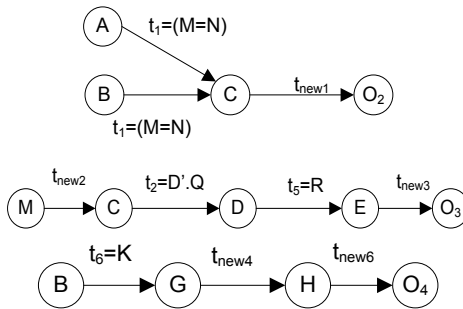 A
t1=(M=N)
B
C
tnew1
O2
t1=(M=N)
M
tnew2
C
t2=D'.Q
D
t5=R
E
tnew3
O3
B
t6=K
G
tnew4
H
tnew6
O4